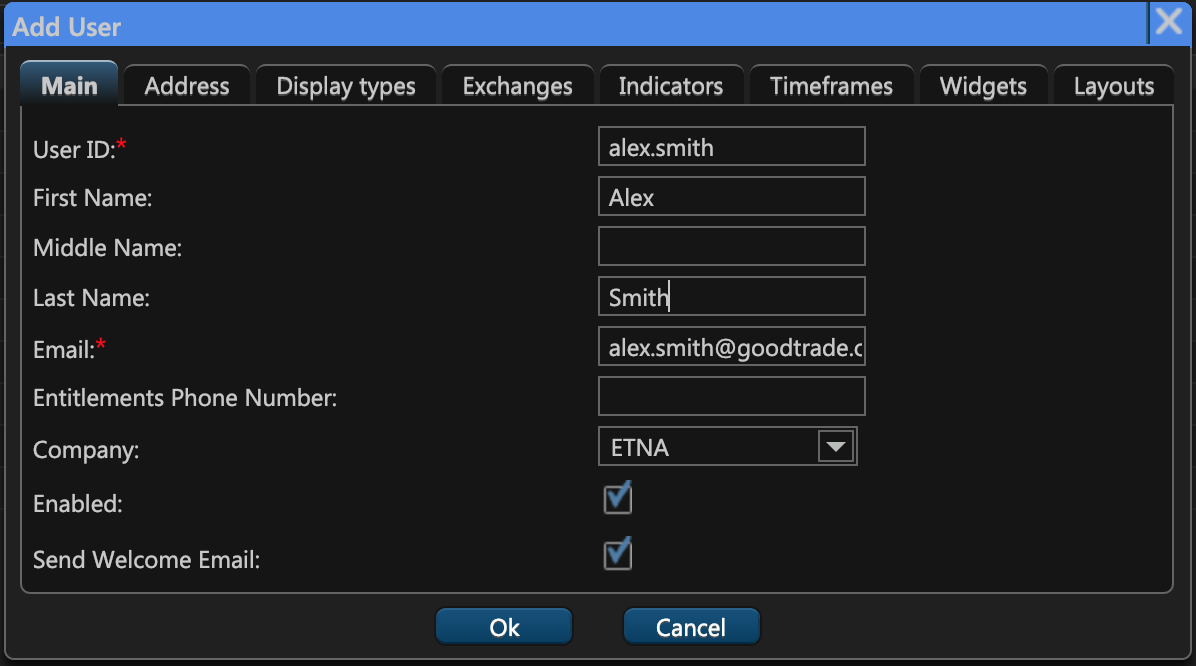 Add User
Main Address Display types Exchanges Indicators Timeframes Widgets Layouts
User ID:* alex.smith
First Name: Alex
Middle Name:
Last Name: Smith
Email:* alex.smith@goodtrade.c
Entitlements Phone Number:
Company: ETNA
Enabled:
Send Welcome Email:
Ok Cancel